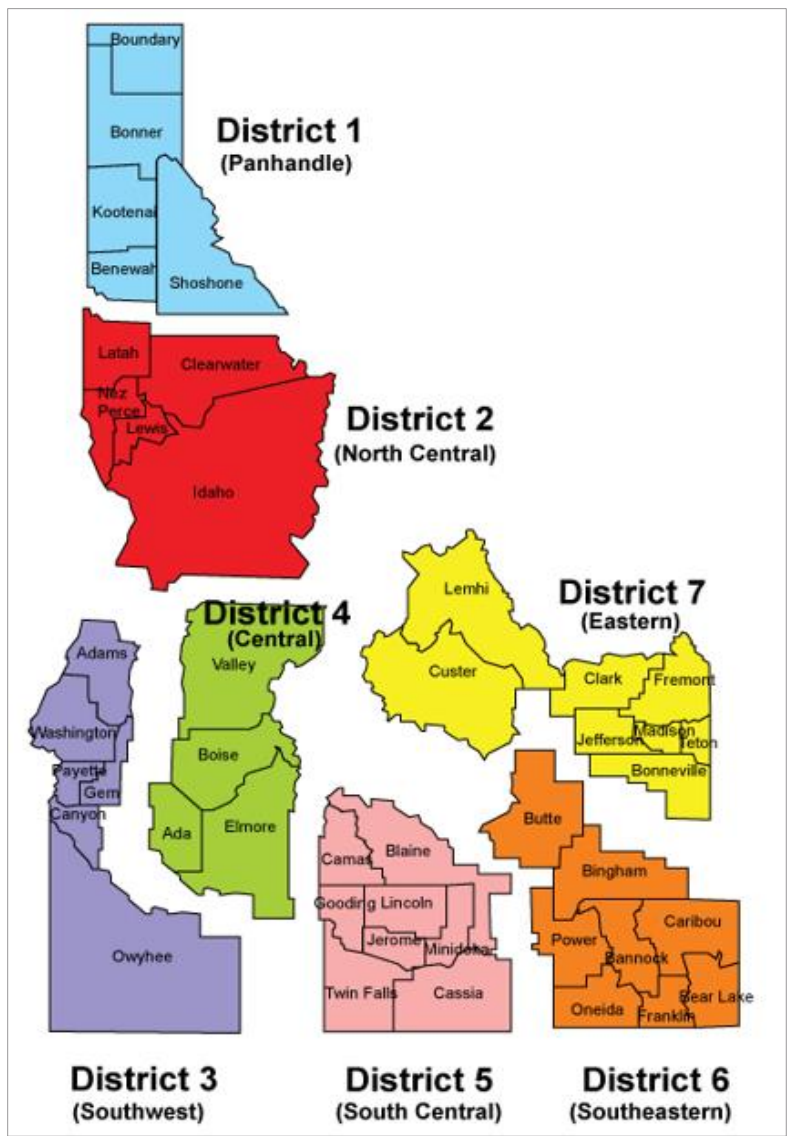 Boundary
Bonner
District 1
(Panhandle)
Kootenai
Benewah
Shoshone
Latah
Clearwater
Nez
Perce
Lewis
District 2
(North Central)
Idaho
Lemhi
District 7
(Eastern)
District 4
(Central)
Adams
Valley
Custer
Clark
Fremont
Washington
Madison
Jefferson
Teton
Boise
Payette
Bonneville
Gem
Canyon
Butte
Ada
Elmore
Camas
Blaine
Bingham
Gooding
Lincoln
Caribou
Jerome
Minidoka
Power
Bannock
Owyhee
Twin Falls
Cassia
Bear Lake
Oneida
Franklin
District 3
(Southwest)
District 5
(South Central)
District 6
(Southeastern)